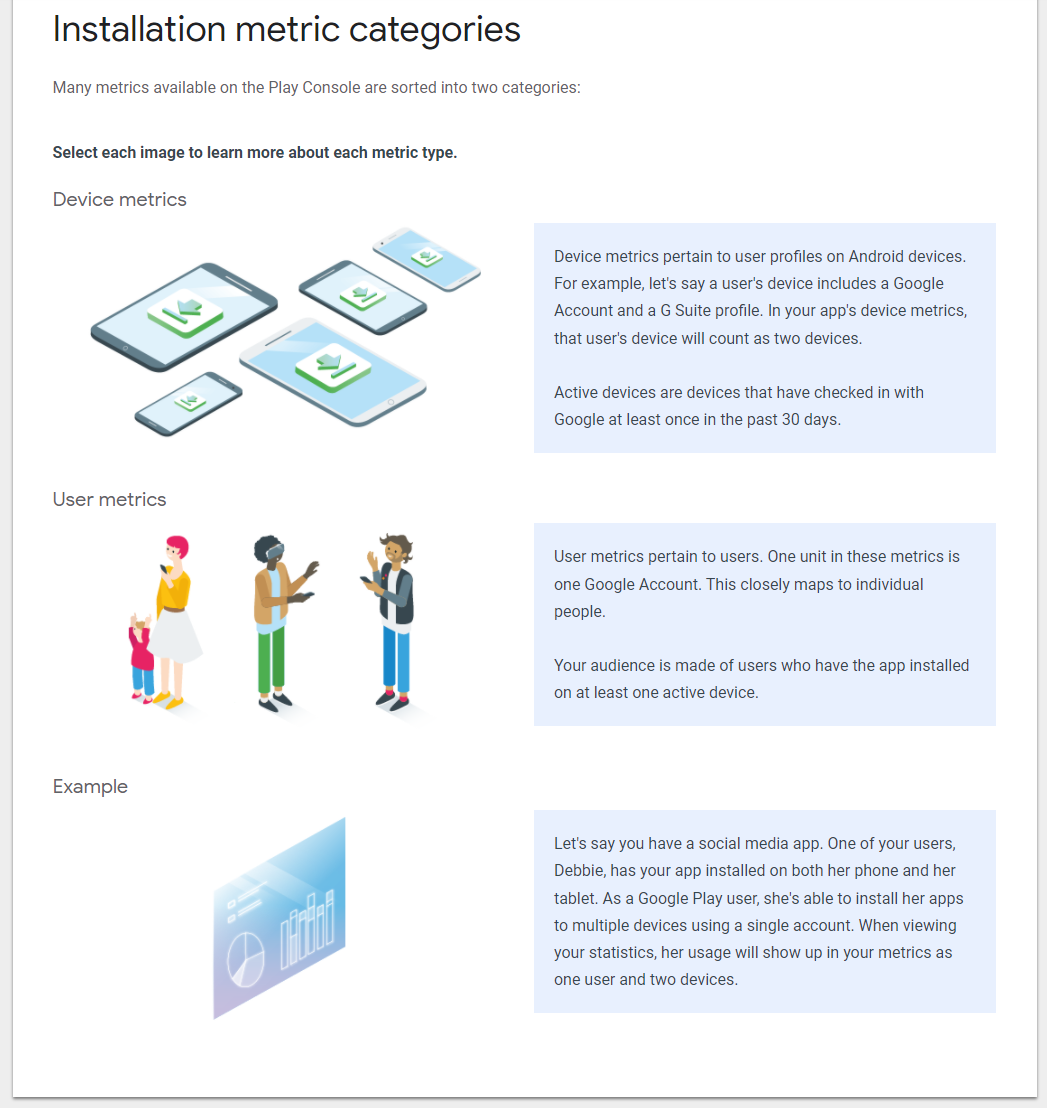 Installation metric categories
Many metrics available on the Play Console are sorted into two categories:
Select each image to learn more about each metric type.
Device metrics
Device metrics pertain to user profiles on Android devices.
For example, let's say a user's device includes a Google
Account and a G Suite profile. In your app's device metrics,
that user's device will count as two devices.
Active devices are devices that have checked in with
Google at least once in the past 30 days.
User metrics
User metrics pertain to users. One unit in these metrics is
one Google Account. This closely maps to individual
people.
Your audience is made of users who have the app installed
on at least one active device.
Example
Let's say you have a social media app. One of your users,
Debbie, has your app installed on both her phone and her
tablet. As a Google Play user, she's able to install her apps
to multiple devices using a single account. When viewing
your statistics, her usage will show up in your metrics as
one user and two devices.